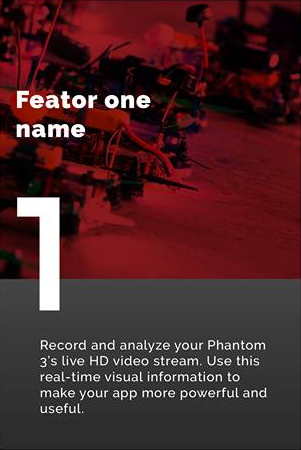 Feator one
name
1
Record and analyze your Phantom
3's live HD video stream. Use this
real-time visual information to
make your app more powerful and
useful.